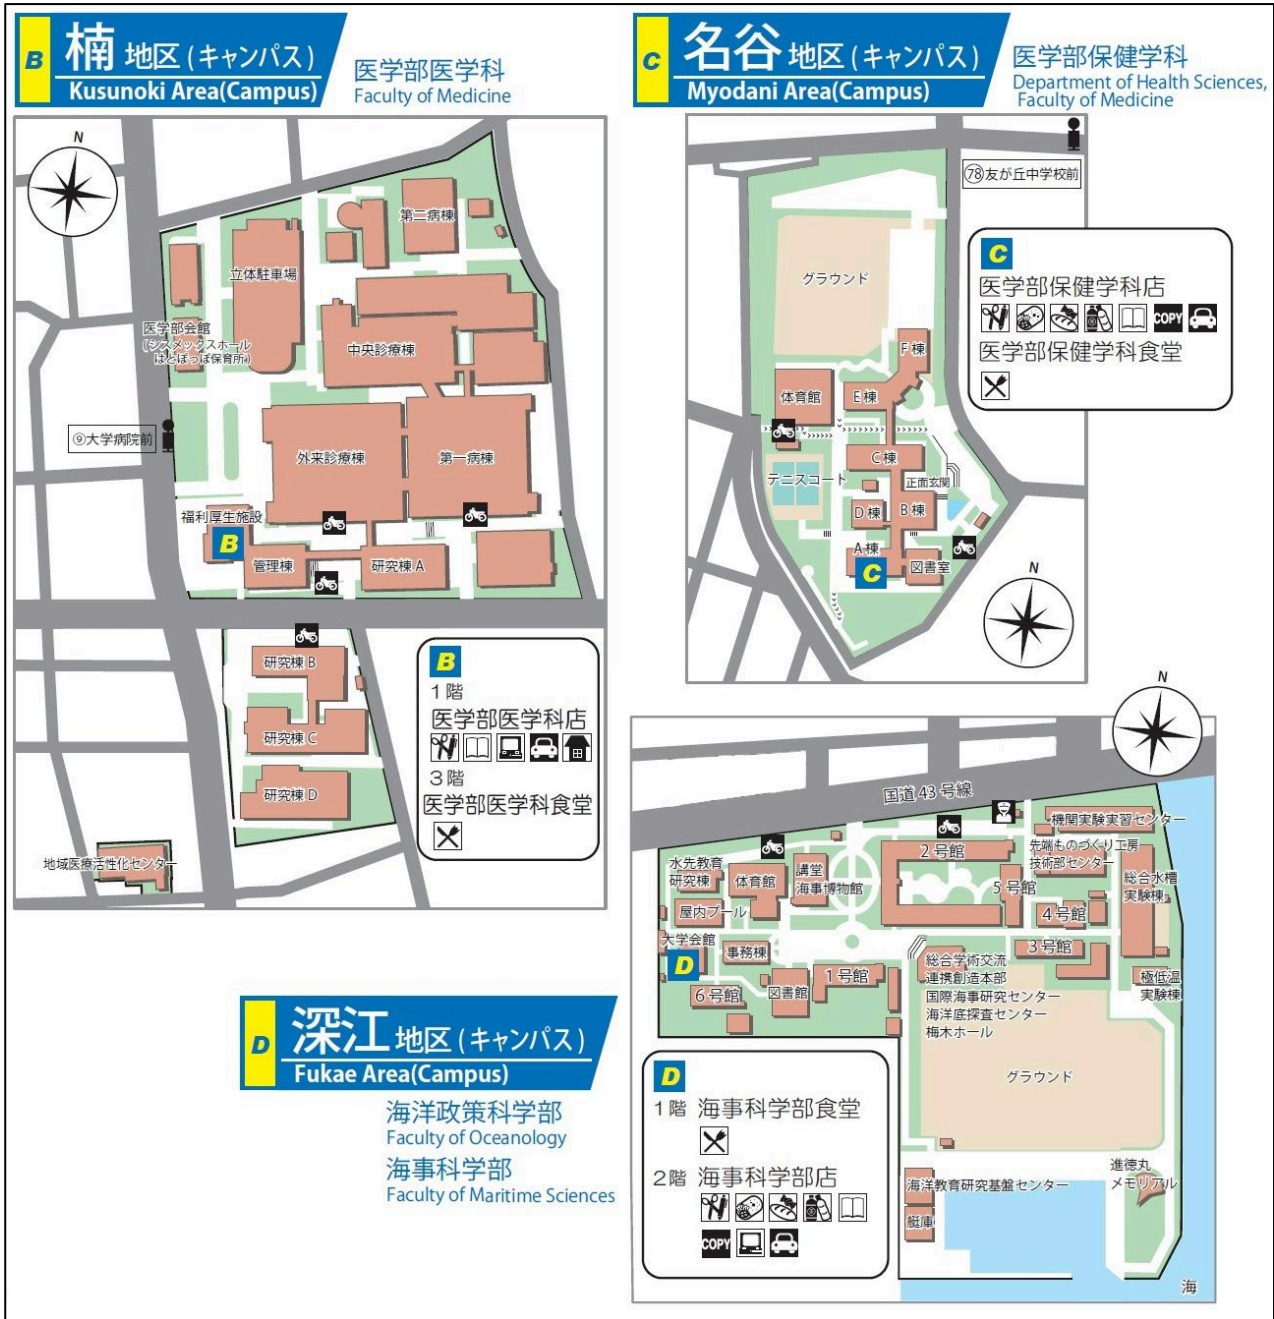 B
楠 地区 (キャンパス)
Kusunoki Area(Campus)
医学部医学科
Faculty of Medicine
N
第二病棟
立体駐車場
医学部会館
(シスメックスホール
はとぽっぽ保育所)
中央診療棟
⑨大学病院前
外来診療棟
第一病棟
福利厚生施設
B
管理棟
研究棟 A
研究棟 B
研究棟 C
研究棟 D
地域医療活性化センター
B
1階
医学部医学科店
3階
医学部医学科食堂
C
名谷 地区 (キャンパス)
Myodani Area(Campus)
医学部保健学科
Department of Health Sciences,
Faculty of Medicine
78友が丘中学校前
グラウンド
F 棟
体育館
E 棟
C 棟
テニスコート
正面玄関
D 棟
B 棟
A 棟
C
図書室
N
C
医学部保健学科店
COPY
医学部保健学科食堂
D
深江 地区 (キャンパス)
Fukae Area(Campus)
海洋政策科学部
Faculty of Oceanology
海事科学部
Faculty of Maritime Sciences
N
国道 43 号線
機関実験実習センター
2 号館
先端ものづくり工房
技術部センター
水先教育
研究棟
体育館
講堂
海事博物館
5 号館
総合水槽
実験棟
屋内プール
4 号館
大学会館
D
事務棟
3 号館
1 号館
総合学術交流
連携創造本部
国際海事研究センター
海洋底探査センター
梅木ホール
極低温
実験棟
6 号館
図書館
グラウンド
進徳丸
メモリアル
海洋教育研究基盤センター
艇庫
海
D
1階 海事科学部食堂
2階 海事科学部店
COPY